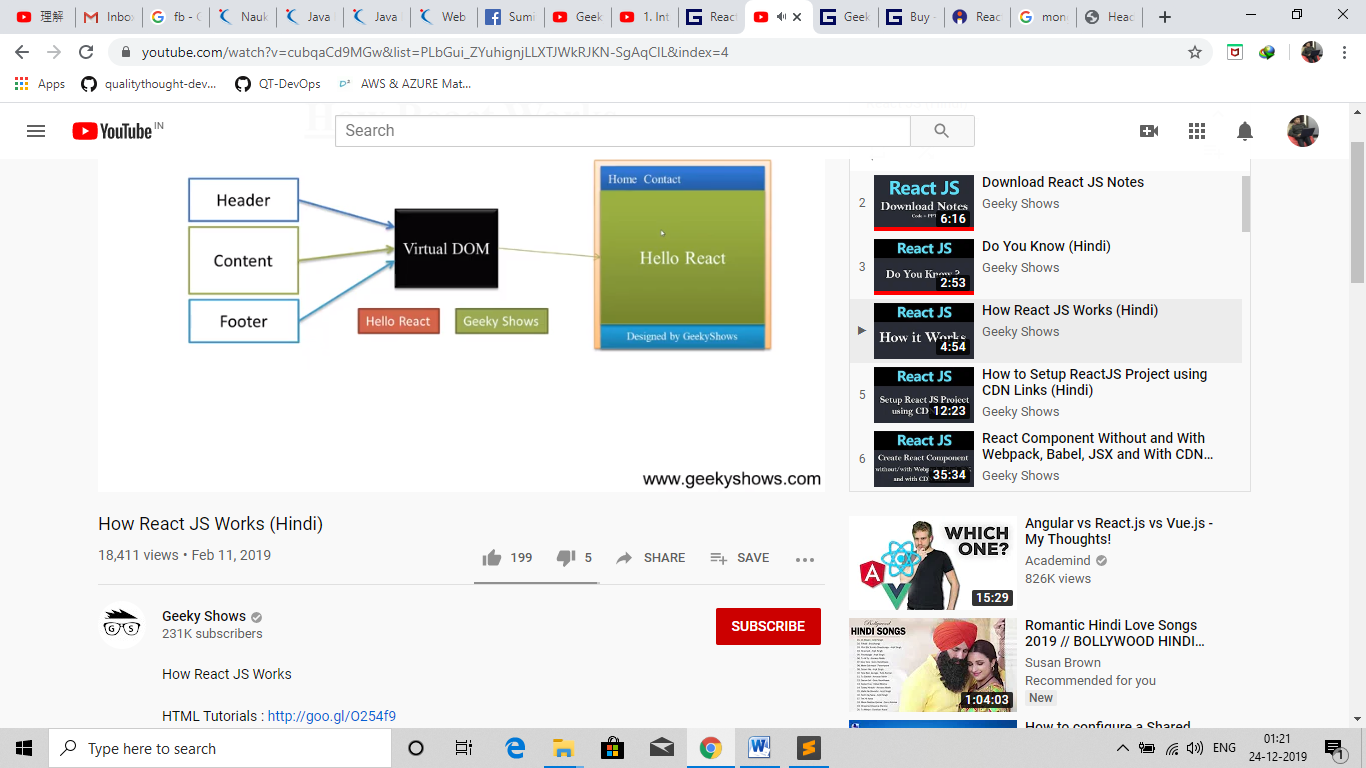 理解
Inbo
fb - G
Nauk
Java
Java
Web
Sumi
Geek
1. Int
React
Geek
Buy -
Reac
mon
Head
youtube.com/watch?v=cubqaCd9MGw&list=PLbGui_ZYuhignjLLXTJWkRJKN-SgAqCIL&index=4
Apps
qualitythought-dev...
QT-DevOps
AWS & AZURE Mat...
YouTube IN
Search
Header
Content
Footer
Virtual DOM
Hello React
Geeky Shows
Home Contact
Hello React
Designed by GeekyShows
www.geekyshows.com
2
React JS
Download Notes
Code + PPT
6:16
Download React JS Notes
Geeky Shows
3
React JS
Do You Know ?
2:53
Do You Know (Hindi)
Geeky Shows
React JS
How it Works
4:54
How React JS Works (Hindi)
Geeky Shows
5
React JS
Setup React JS Project
using CD
12:23
How to Setup ReactJS Project using
CDN Links (Hindi)
Geeky Shows
6
React JS
Create React Component
without/with Webp
and with CD
35:34
React Component Without and With
Webpack, Babel, JSX and With CDN...
Geeky Shows
How React JS Works (Hindi)
18,411 views • Feb 11, 2019
199
5
SHARE
SAVE
G S
Geeky Shows
231K subscribers
SUBSCRIBE
How React JS Works
HTML Tutorials : http://goo.gl/O254f9
WHICH
ONE?
15:29
Angular vs React.js vs Vue.js -
My Thoughts!
Academind
826K views
Bollywood
HINDI SONGS
1:04:03
Romantic Hindi Love Songs
2019 // BOLLYWOOD HINDI...
Susan Brown
Recommended for you
New
How to configure a Shared
Type here to search
ENG
01:21
24-12-2019
1